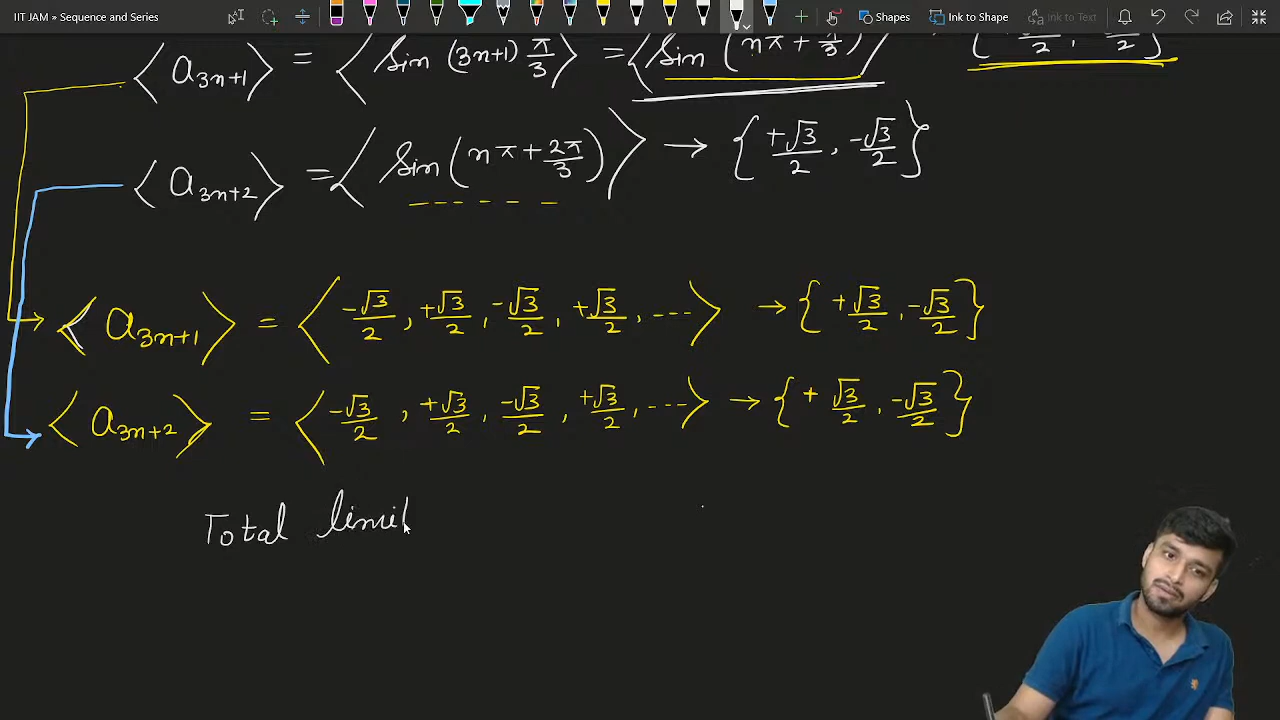 IIT JAM » Sequence and Series Shapes Ink to Shape Ink to Text
⟨a₃ₙ₊₁⟩ = ⟨Sin (3n+1) π/3⟩ = ⟨Sin (nπ + π/3)⟩
⟨a₃ₙ₊₂⟩ = ⟨Sin (nπ + 2π/3)⟩ → {+√3/2, -√3/2}
⟨a₃ₙ₊₁⟩ = ⟨-√3/2, +√3/2, -√3/2, +√3/2, ---⟩ → {+√3/2, -√3/2}
⟨a₃ₙ₊₂⟩ = ⟨-√3/2, +√3/2, -√3/2, +√3/2, ---⟩ → {+√3/2, -√3/2}
Total limit